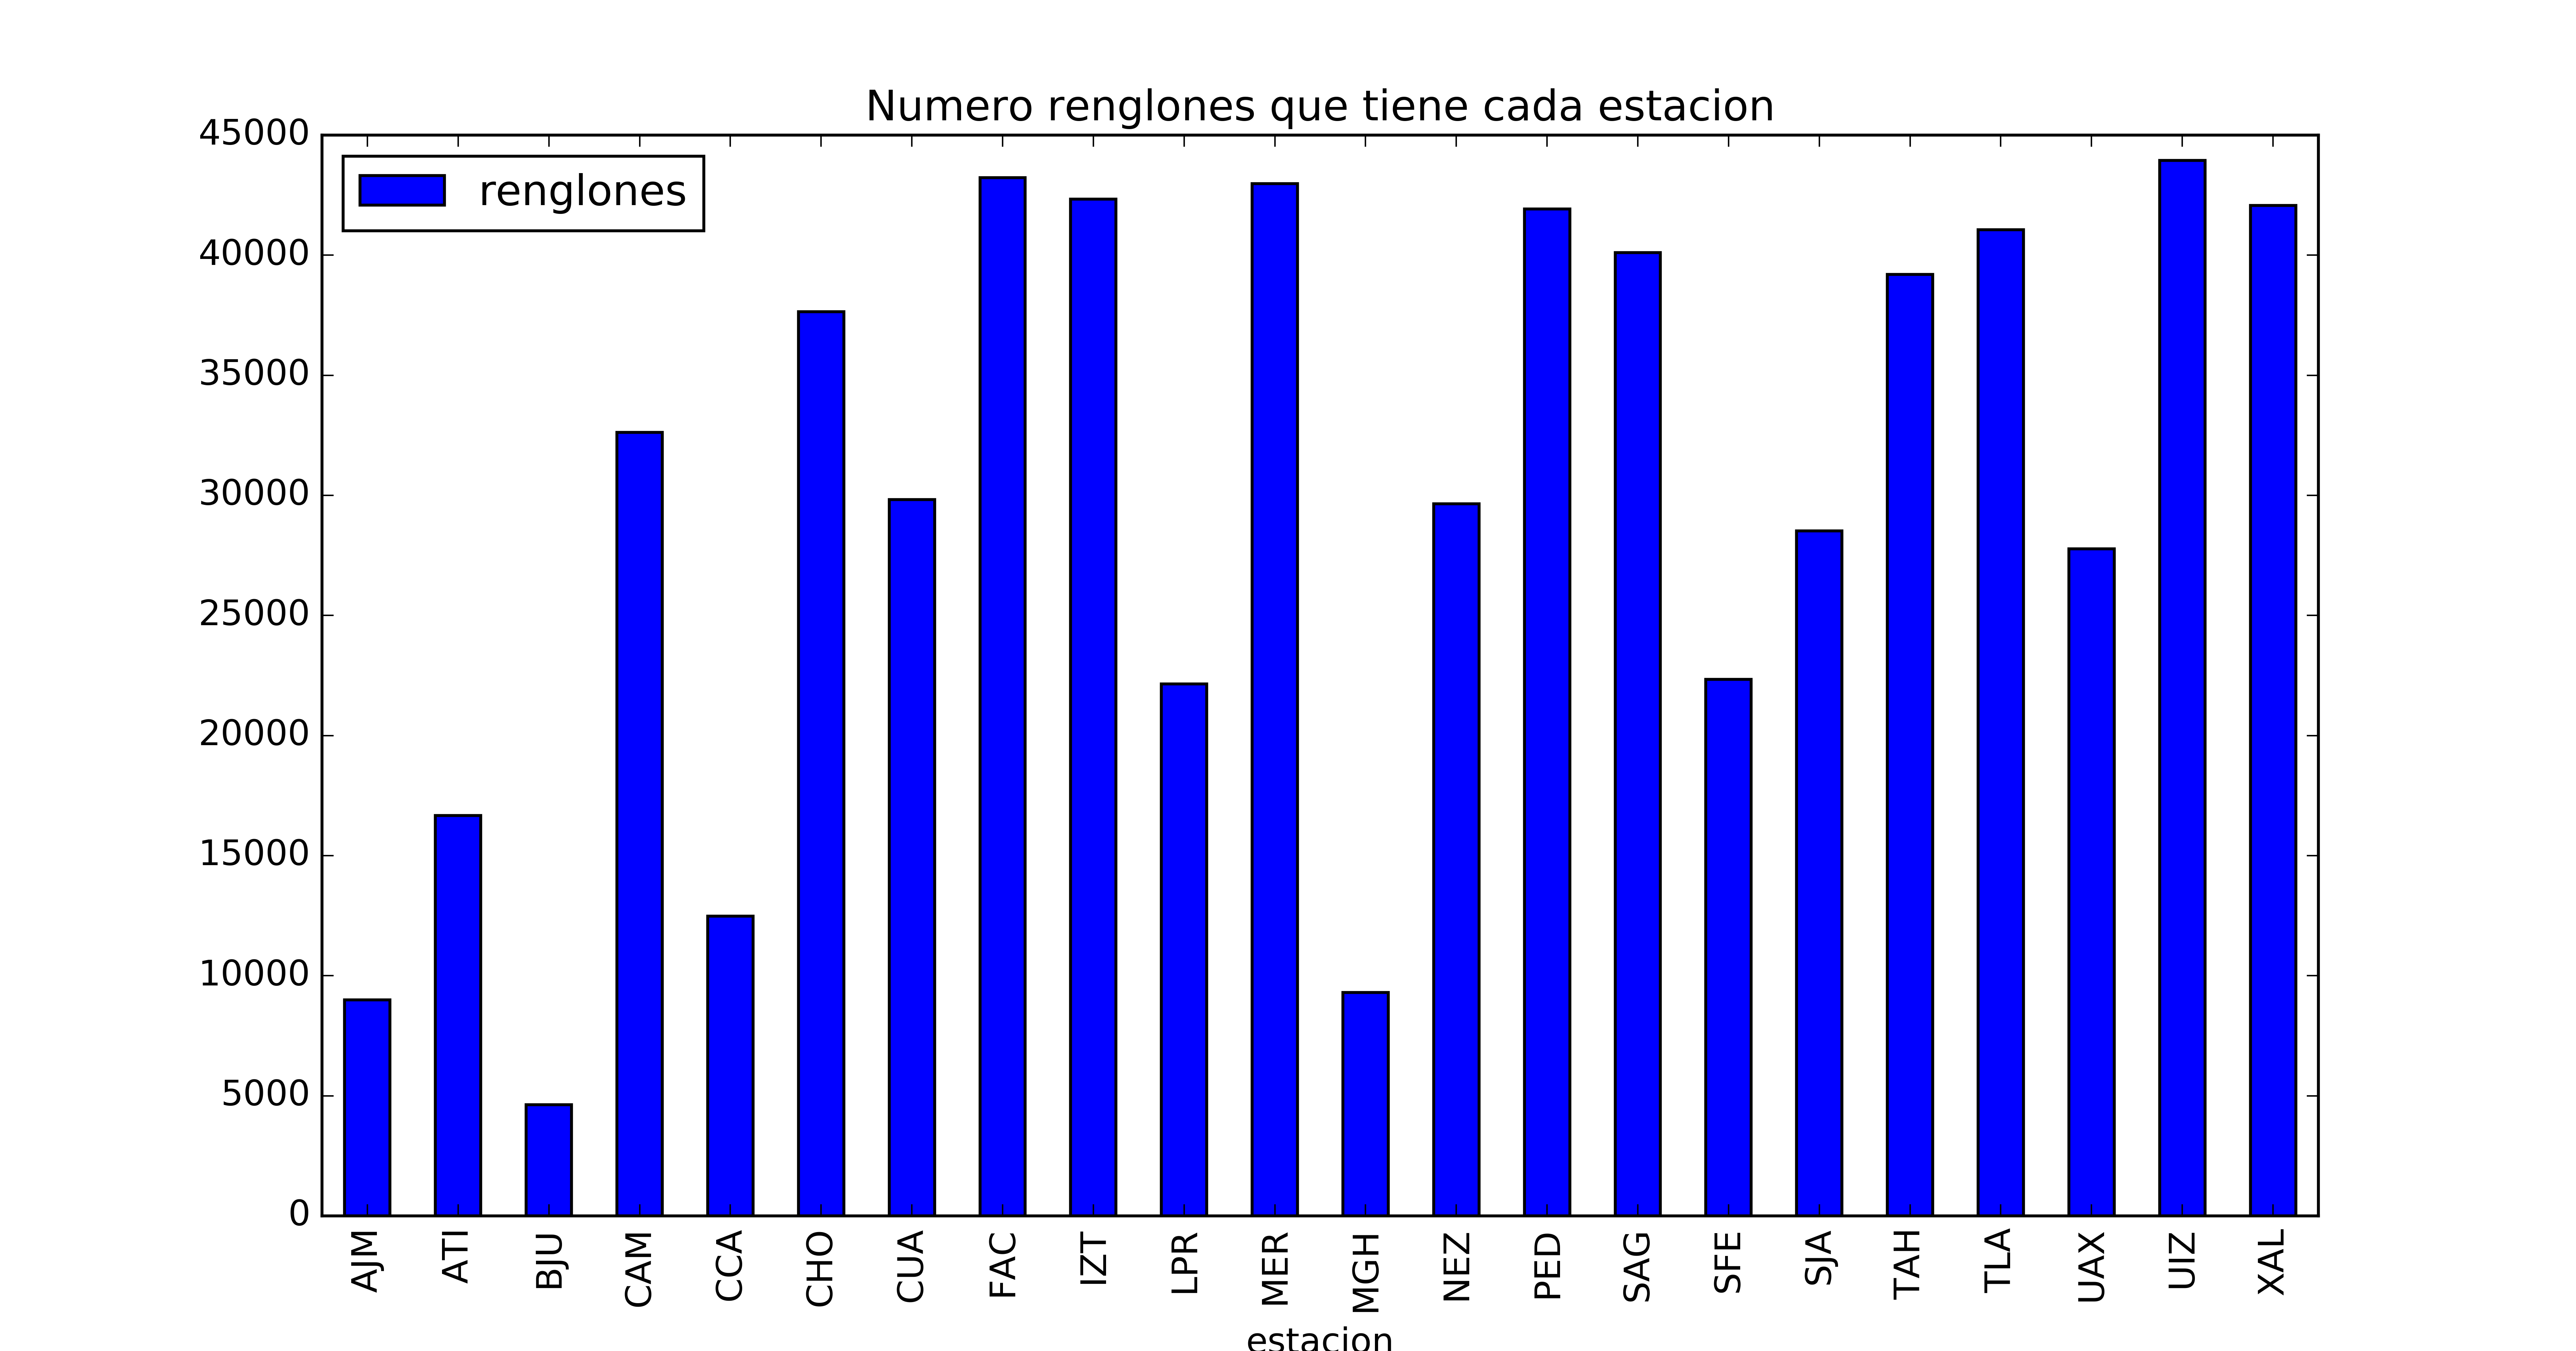 Numero renglones que tiene cada estacion
renglones
45000
40000
35000
30000
25000
20000
15000
10000
5000
0
AJM
ATI
BJU
CAM
CCA
CHO
CUA
FAC
IZT
LPR
MER
MGH
NEZ
PED
SAG
SFE
SJA
TAH
TLA
UAX
UIZ
XAL
estacion